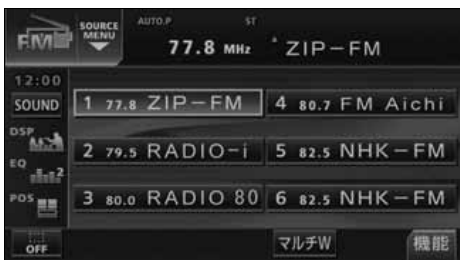 FM SOURCE MENU AUTO.P ST
77.8 MHz ZIP-FM
12:00
SOUND
1 77.8 ZIP-FM 4 80.7 FM Aichi
DSP
2 79.5 RADIO-i 5 82.5 NHK-FM
EQ 2
POS
3 80.0 RADIO 80 6 82.5 NHK-FM
OFF マルチW 機能